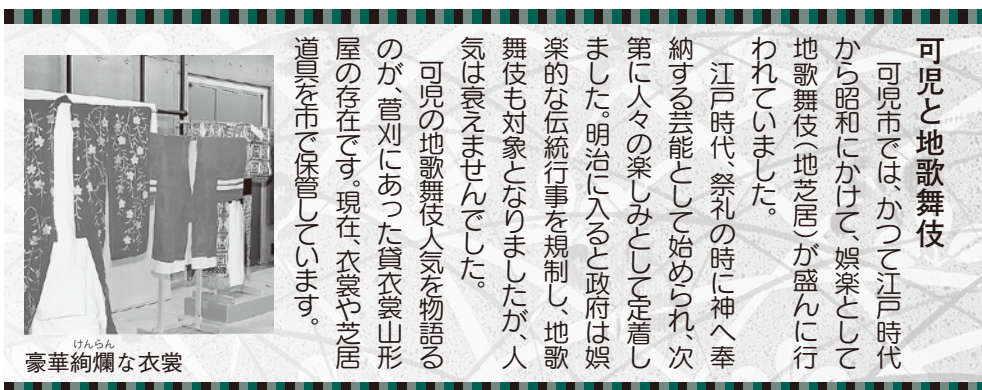 可児と地歌舞伎
可児市では、かつて江戸時代
から昭和にかけて、娯楽として
地歌舞伎（地芝居）が盛んに行
われていました。
江戸時代、祭礼の時に神へ奉
納する芸能として始められ、次
第に人々の楽しみとして定着し
ました。明治に入ると政府は娯
楽的な伝統行事を規制し、地歌
舞伎も対象となりましたが、人
気は衰えませんでした。
可児の地歌舞伎人気を物語る
のが、菅刈にあった貸衣裳山形
屋の存在です。現在、衣裳や芝居
道具を市で保管しています。
けんらん
豪華絢爛な衣裳